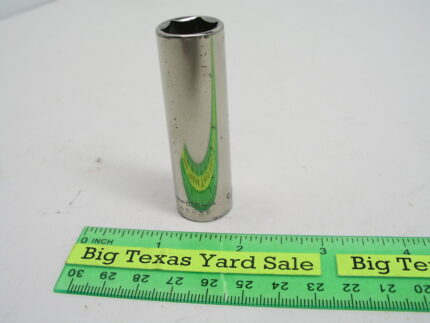 0 INCH 1 2 3 4
Big Texas Yard Sale Big Te
30 29 28 27 26 25 24 23 22 21 20